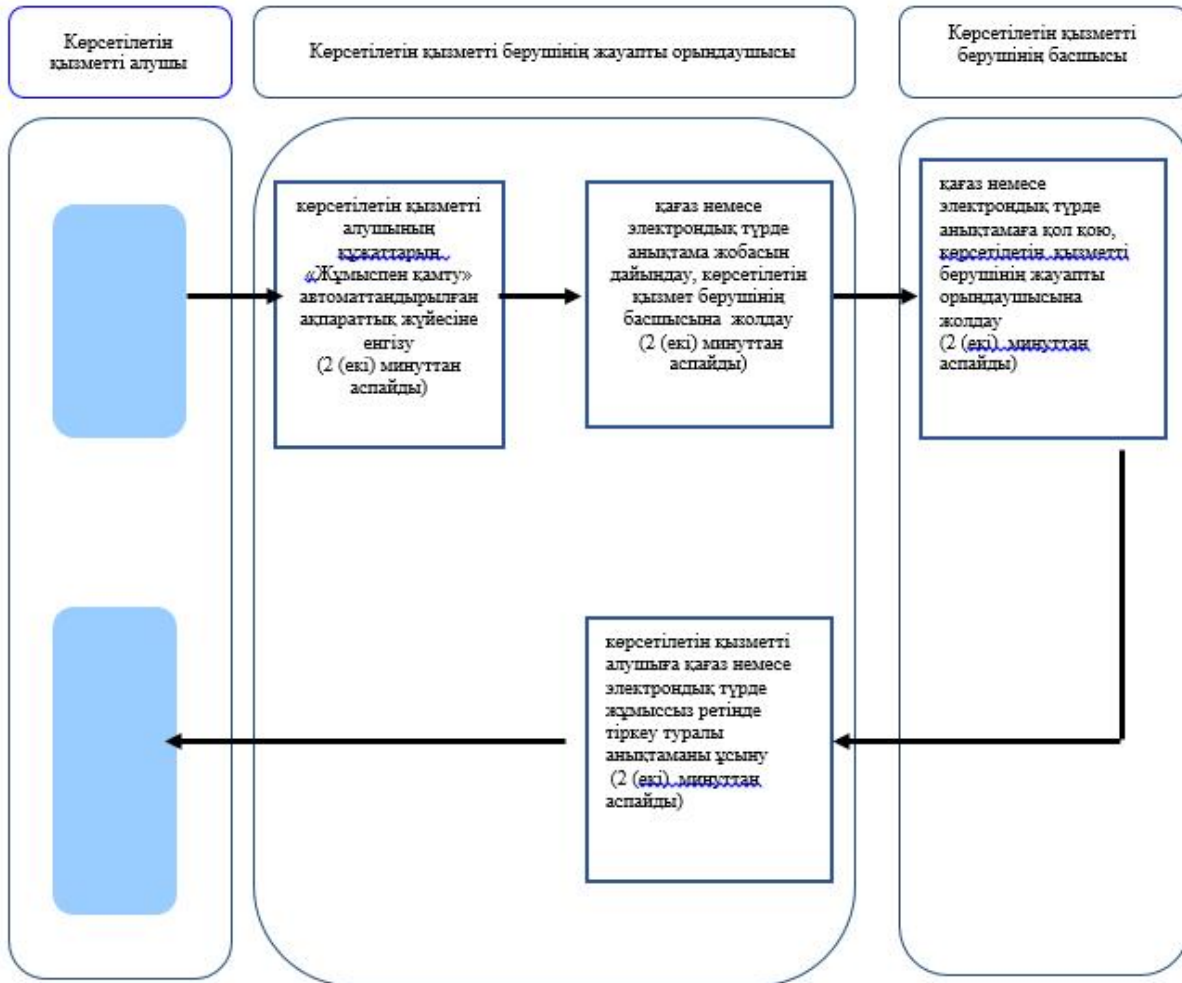 Көрсетілетін
қызметті алушы
Көрсетілетін қызметті берушінің жауапты орындаушысы
Көрсетілетін қызметті
берушінің басшысы
көрсетілетін қызметті
алушының
құжаттарын
«Жұмыспен қамту»
автоматтандырылған
ақпараттық жүйесіне
енгізу
(2 (екі) минуттан
аспайды)
қағаз немесе
электрондық түрде
анықтама жобасын
дайындау, көрсетілетін
қызмет берушінің
басшысына жолдау
(2 (екі) минуттан
аспайды)
қағаз немесе
электрондық түрде
анықтамаға қол қою,
көрсетілетін қызметті
берушінің жауапты
орындаушысына
жолдау
(2 (екі) минуттан
аспайды)
көрсетілетін қызметті
алушыға қағаз немесе
электрондық түрде
жұмыссыз ретінде
тіркеу туралы
анықтаманы ұсыну
(2 (екі) минуттан
аспайды)